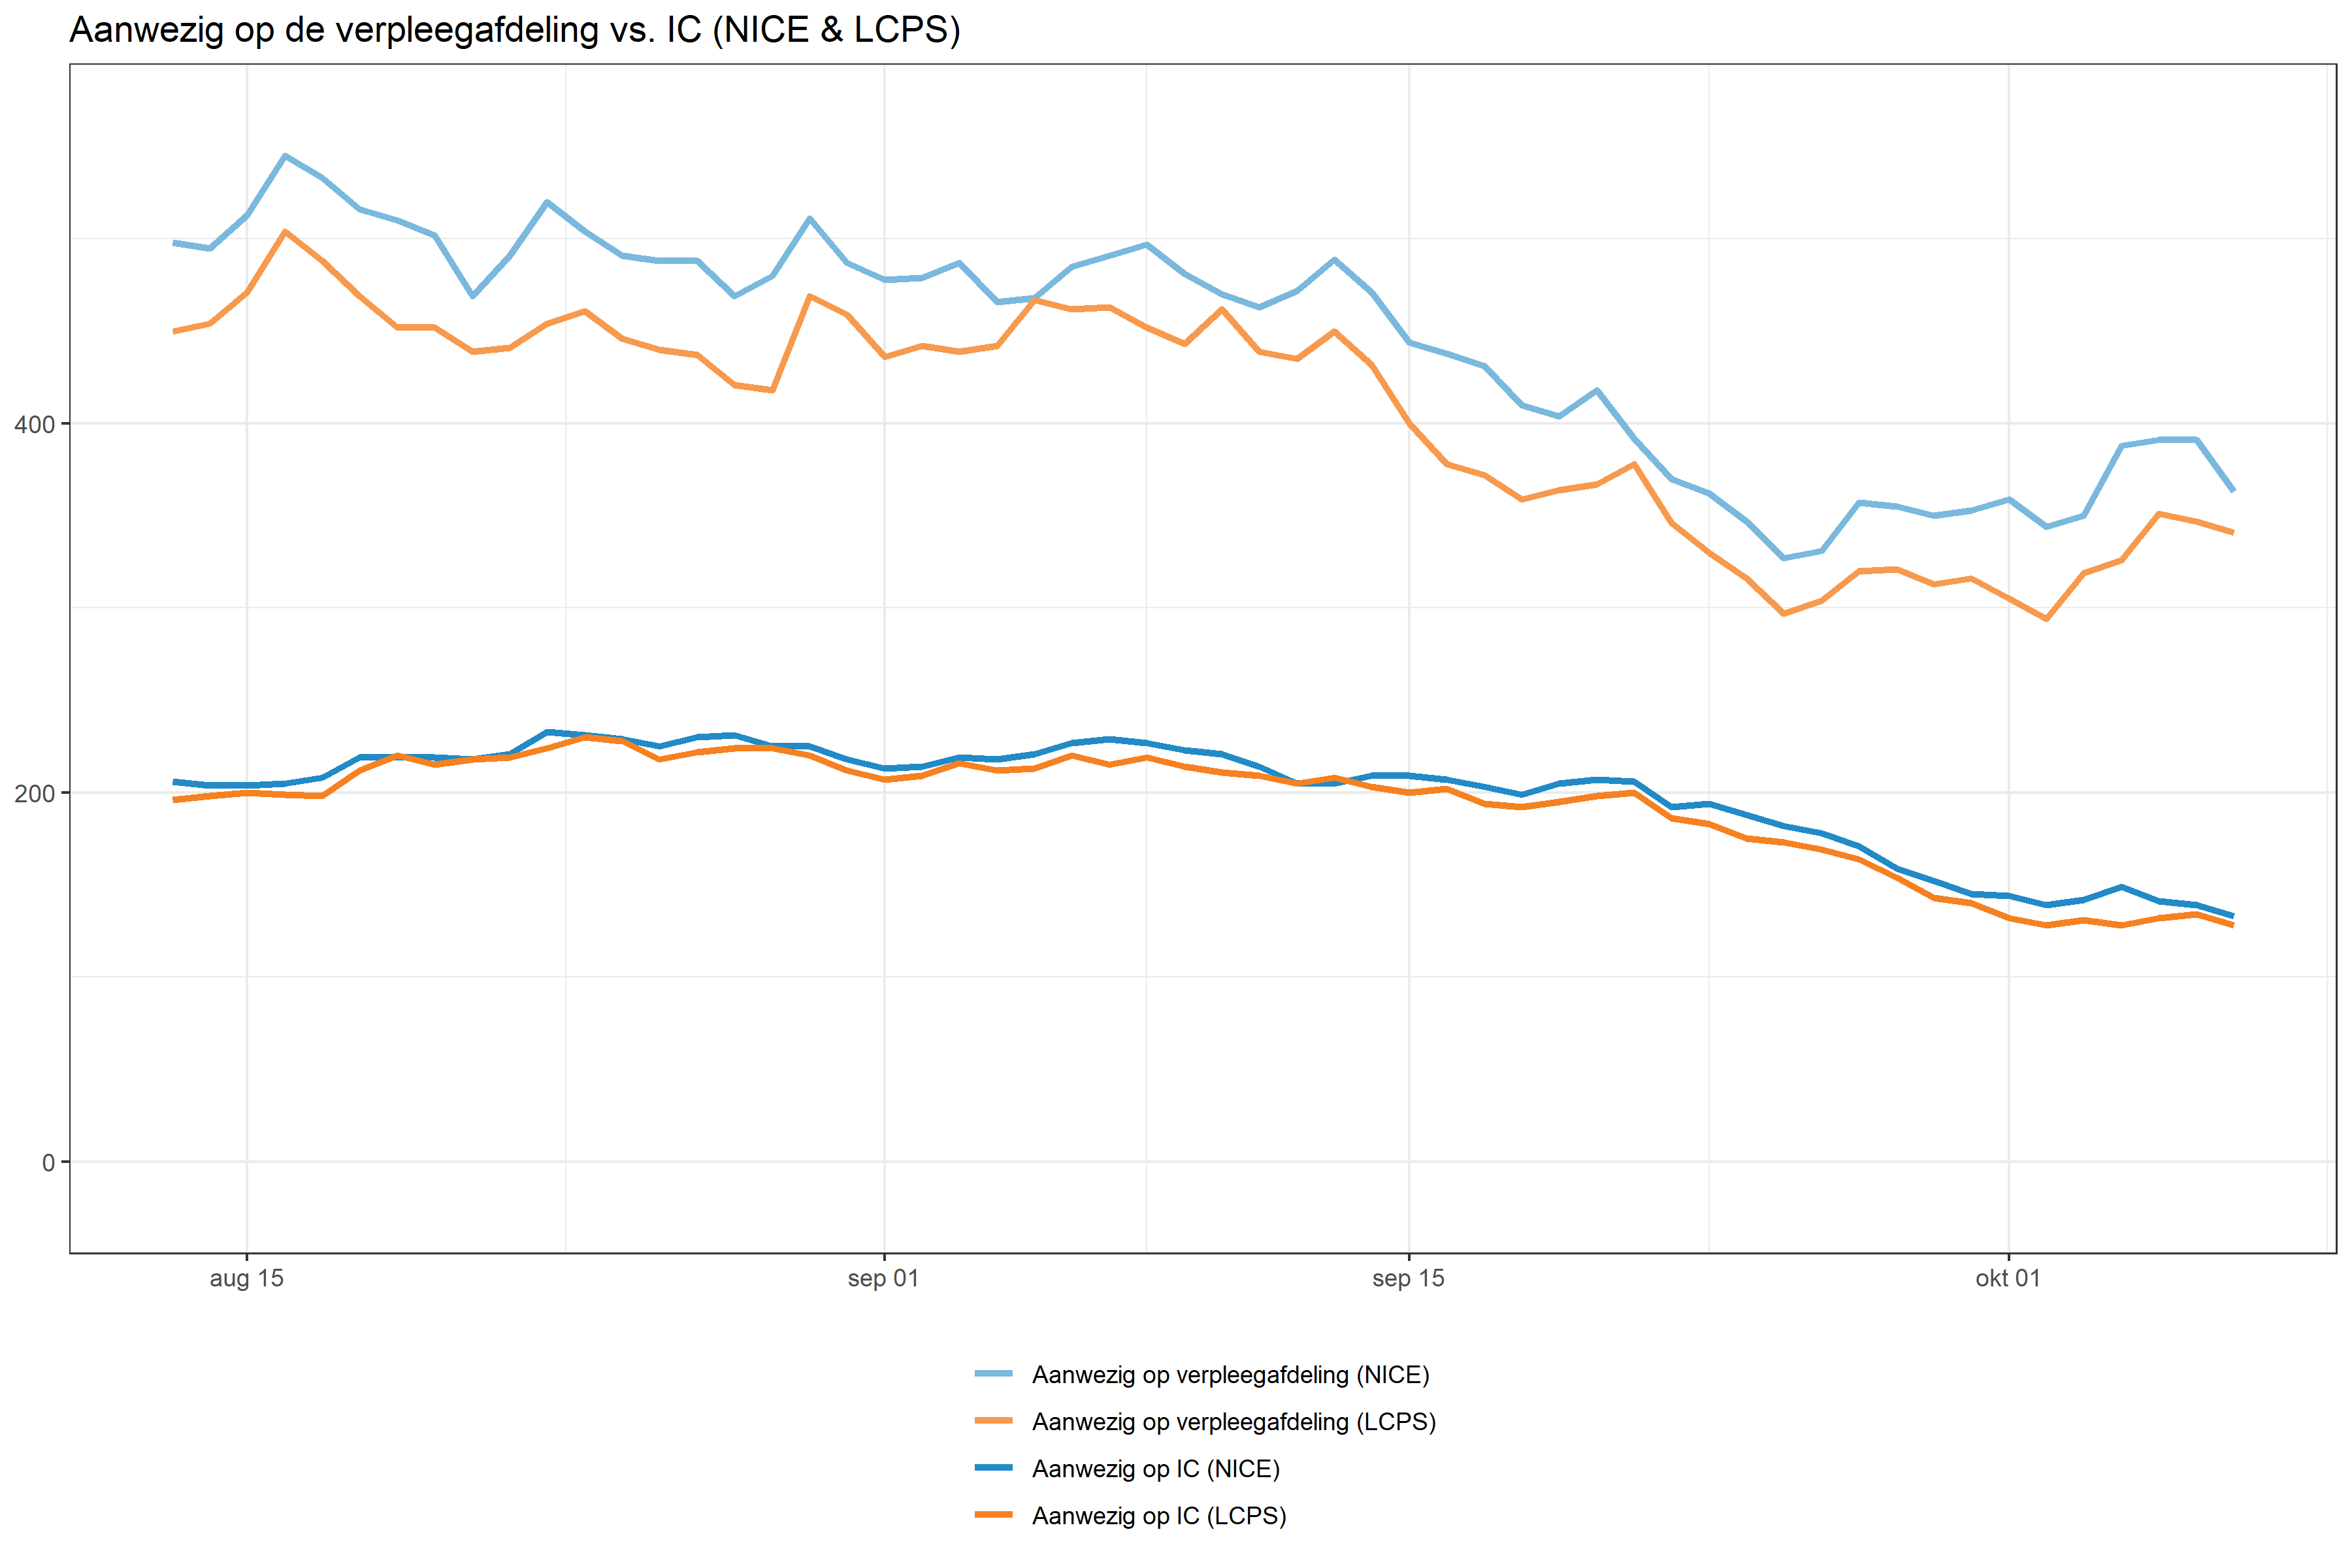 Aanwezig op de verpleegafdeling vs. IC (NICE & LCPS)
400
200
0
aug 15
sep 01
sep 15
okt 01
Aanwezig op verpleegafdeling (NICE)
Aanwezig op verpleegafdeling (LCPS)
Aanwezig op IC (NICE)
Aanwezig op IC (LCPS)